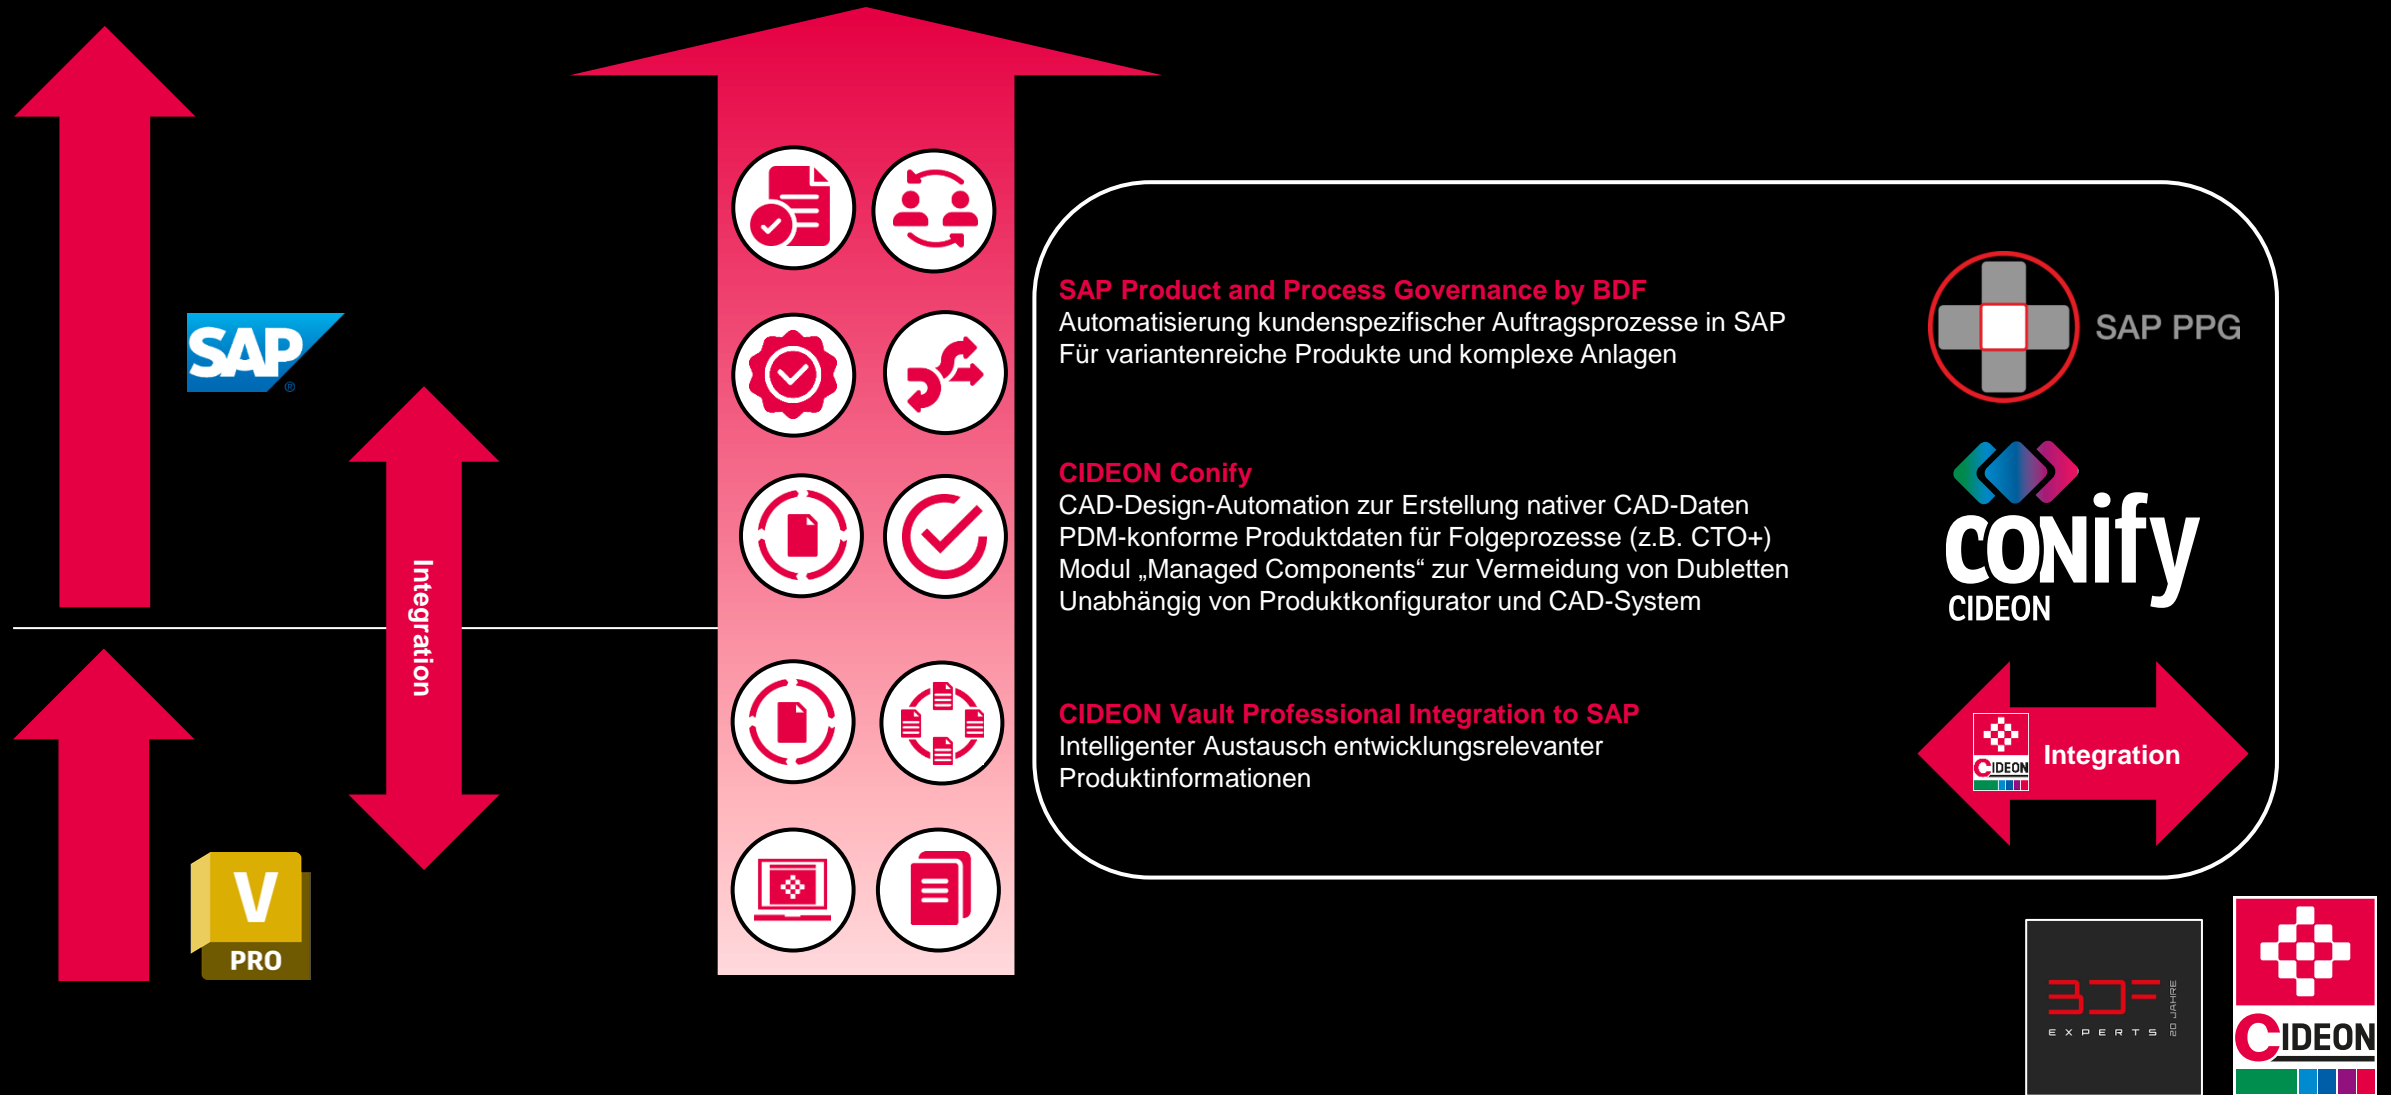 SAP
®
Integration
V
PRO
SAP Product and Process Governance by BDF
Automatisierung kundenspezifischer Auftragsprozesse in SAP
Für variantenreiche Produkte und komplexe Anlagen
SAP PPG
CIDEON Conify
CAD-Design-Automation zur Erstellung nativer CAD-Daten
PDM-konforme Produktdaten für Folgeprozesse (z.B. CTO+)
Modul „Managed Components“ zur Vermeidung von Dubletten
Unabhängig von Produktkonfigurator und CAD-System
CONify
CIDEON
CIDEON Vault Professional Integration to SAP
Intelligenter Austausch entwicklungsrelevanter
Produktinformationen
CIDEON
Integration
BDF
EXPERTS
20 JAHRE
CIDEON